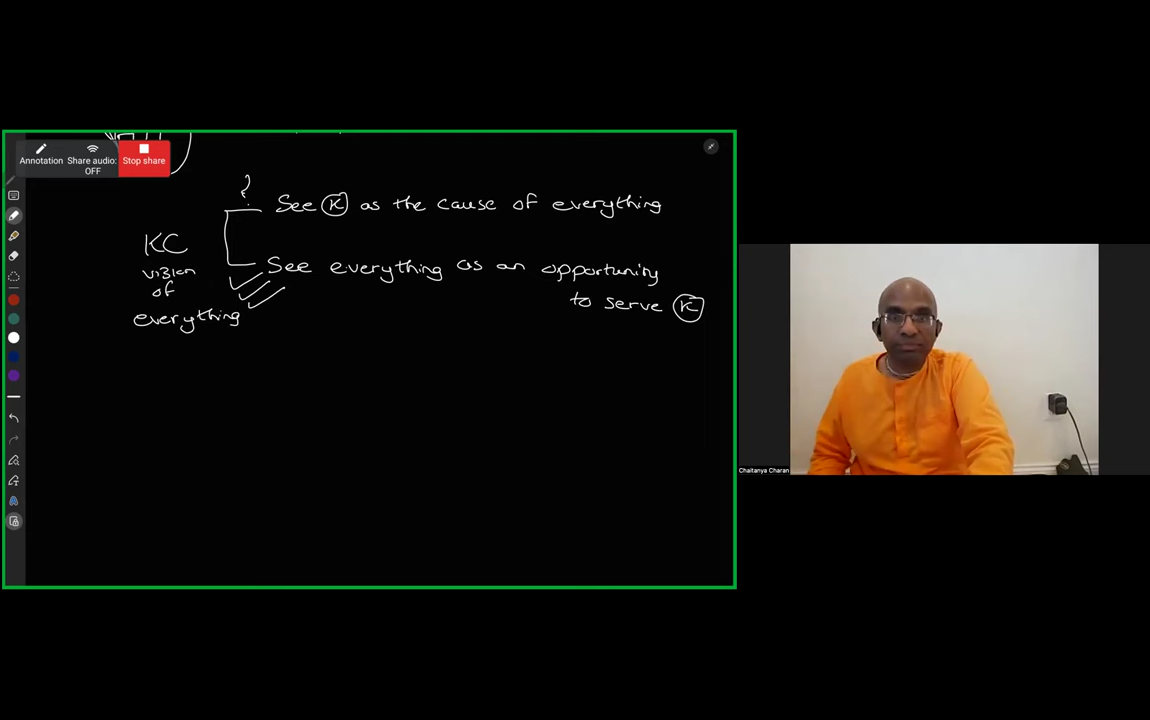 Annotation
Share audio:
OFF
Stop share
?
See K as the cause of everything
KC
vision
of
everything
See everything as an opportunity
to serve K
Chaitanya Charan